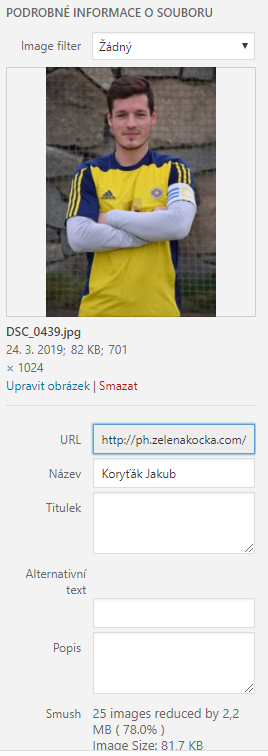 PODROBNÉ INFORMACE O SOUBORU
Image filter Žádný
DSC_0439.jpg
24. 3. 2019; 82 KB; 701
× 1024
Upravit obrázek | Smazat
URL http://ph.zelenakocka.com/
Název Koryťák Jakub
Titulek
Alternativní
text
Popis
Smush 25 images reduced by 2,2
MB ( 78.0% )
Image Size: 81.7 KB